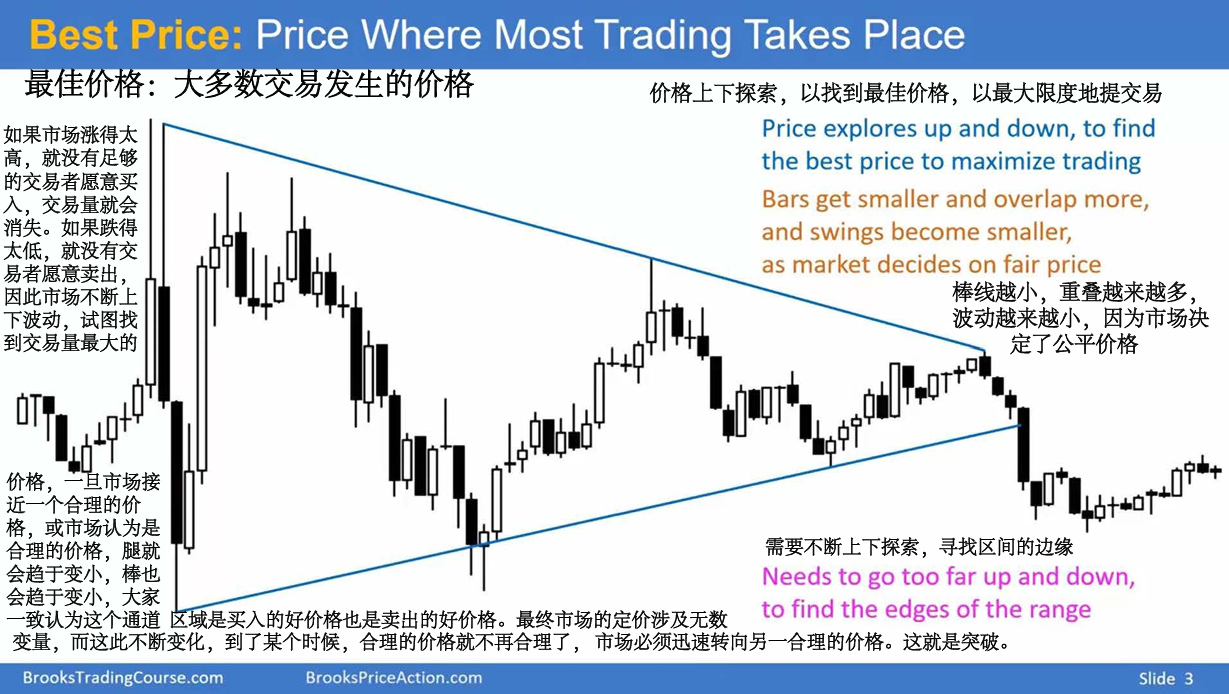 Best Price: Price Where Most Trading Takes Place
最佳价格：大多数交易发生的价格
价格上下探索，以找到最佳价格，以最大限度地提交易
Price explores up and down, to find
the best price to maximize trading
Bars get smaller and overlap more,
and swings become smaller,
as market decides on fair price
棒线越小，重叠越来越多，
波动越来越小，因为市场决
定了公平价格
如果市场涨得太
高，就没有足够
的交易者愿意买
入，交易量就会
消失。如果跌得
太低，就没有交
易者愿意卖出，
因此市场不断上
下波动，试图找
到交易量最大的
价格，一旦市场接
近一个合理的价
格，或市场认为是
合理的价格，腿就
会趋于变小，棒也
会趋于变小，大家
一致认为这个通道 区域是买入的好价格也是卖出的好价格。最终市场的定价涉及无数
变量，而这此不断变化，到了某个时候，合理的价格就不再合理了，市场必须迅速转向另一合理的价格。这就是突破。
需要不断上下探索，寻找区间的边缘
Needs to go too far up and down,
to find the edges of the range
BrooksTradingCourse.com
BrooksPriceAction.com
Slide 3